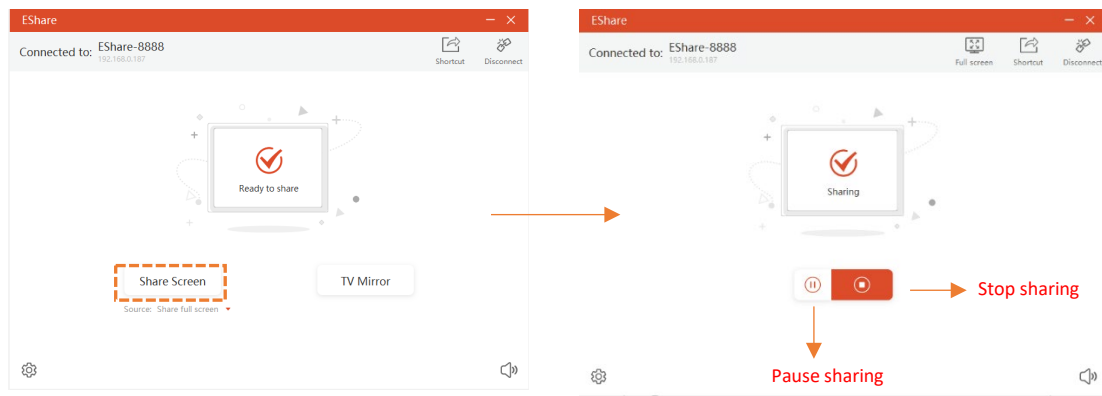 EShare
Connected to: EShare-8888
192.168.0.187
Shortcut
Disconnect
Ready to share
Share Screen
TV Mirror
Source: Share full screen
EShare
Connected to: EShare-8888
192.168.0.187
Full screen
Shortcut
Disconnect
Sharing
Stop sharing
Pause sharing